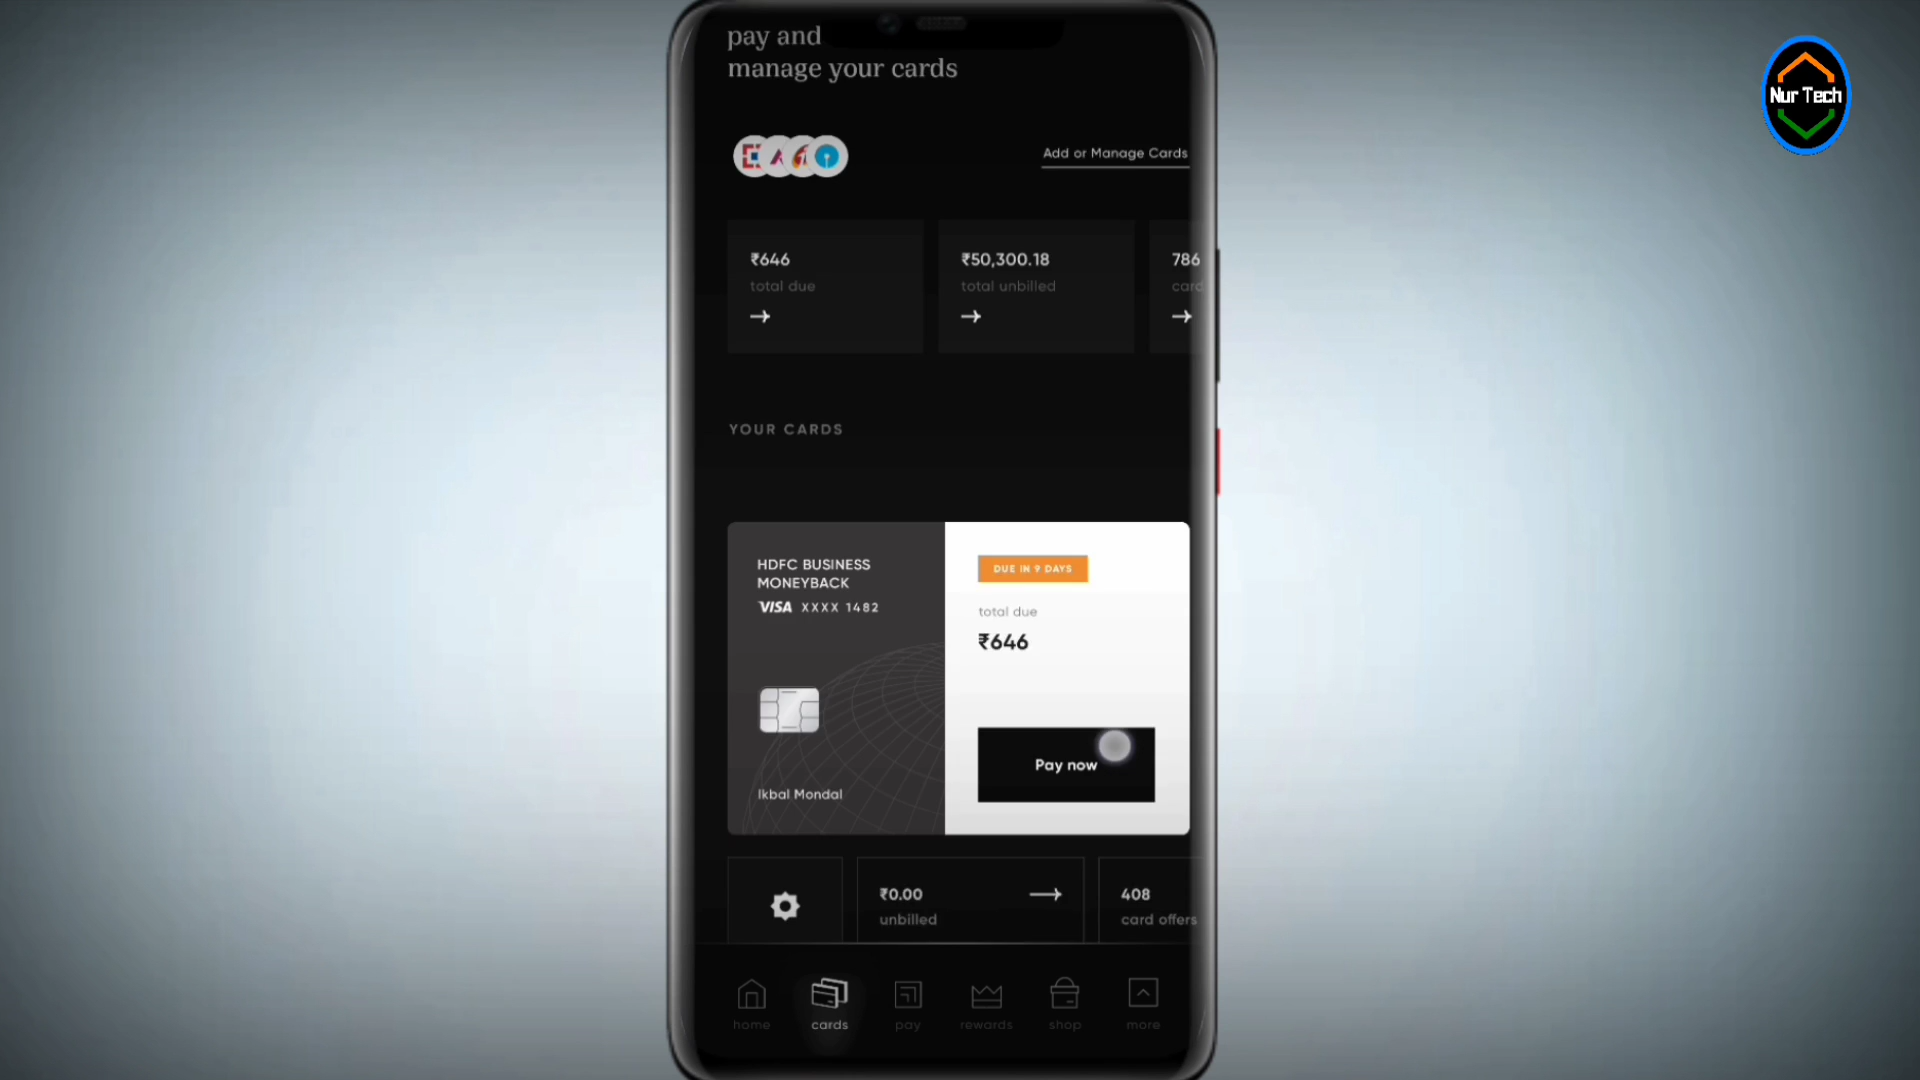 pay and
manage your cards
Nur Tech
Add or Manage Cards
₹646
total due
₹50,300.18
total unbilled
786
card
YOUR CARDS
HDFC BUSINESS
MONEYBACK
VISA XXXX 1482
Ikbal Mondal
DUE IN 9 DAYS
total due
₹646
Pay now
₹0.00
unbilled
408
card offers
home
cards
pay
rewards
shop
more